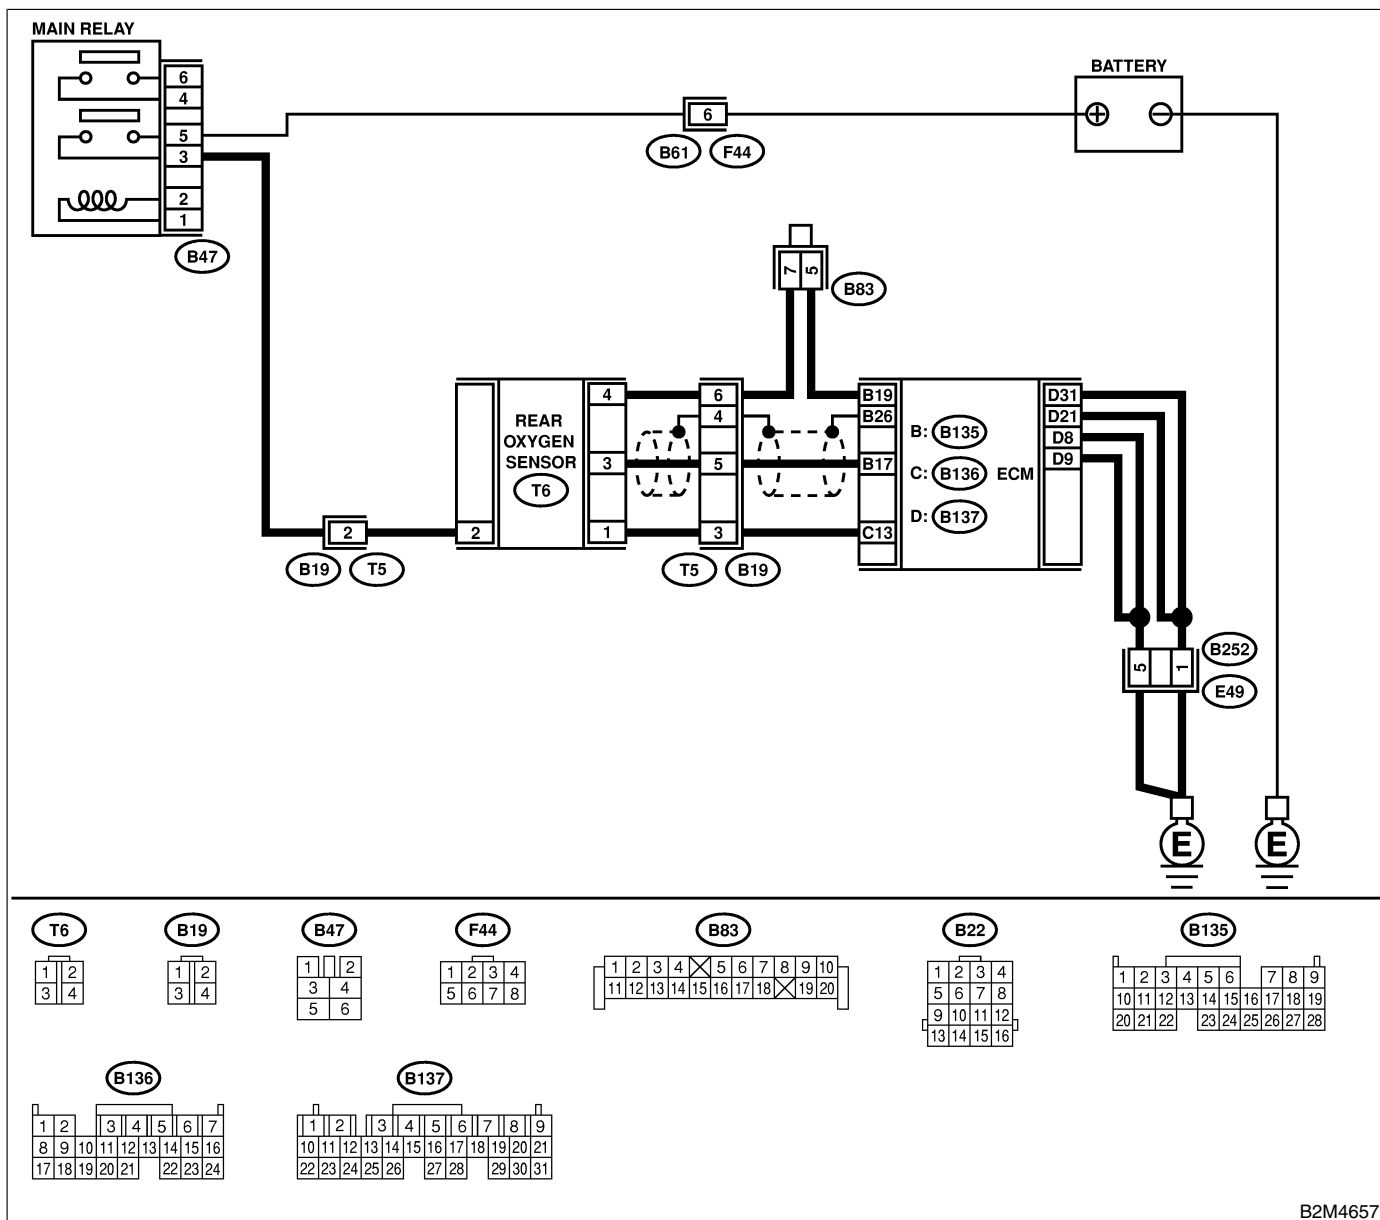 MAIN RELAY
BATTERY
6
4
5
3
2
1
B47
6
B61 F44
+ −
7 5
B83
REAR
OXYGEN
SENSOR
T6
2
4
3
1
6
4
5
3
B19
B26
B17
C13
B: B135
C: B136
D: B137
ECM
D31
D21
D8
D9
2
B19 T5
T5 B19
5 1
B252
E49
E E
T6
1 2
3 4
B19
1 2
3 4
B47
1 2
3 4
5 6
F44
1 2 3 4
5 6 7 8
B83
1 2 3 4 5 6 7 8 9 10
11 12 13 14 15 16 17 18 19 20
B22
1 2 3 4
5 6 7 8
9 10 11 12
13 14 15 16
B135
1 2 3 4 5 6 7 8 9
10 11 12 13 14 15 16 17 18 19
20 21 22 23 24 25 26 27 28
B136
1 2 3 4 5 6 7
8 9 10 11 12 13 14 15 16
17 18 19 20 21 22 23 24
B137
1 2 3 4 5 6 7 8 9
10 11 12 13 14 15 16 17 18 19 20 21
22 23 24 25 26 27 28 29 30 31
B2M4657